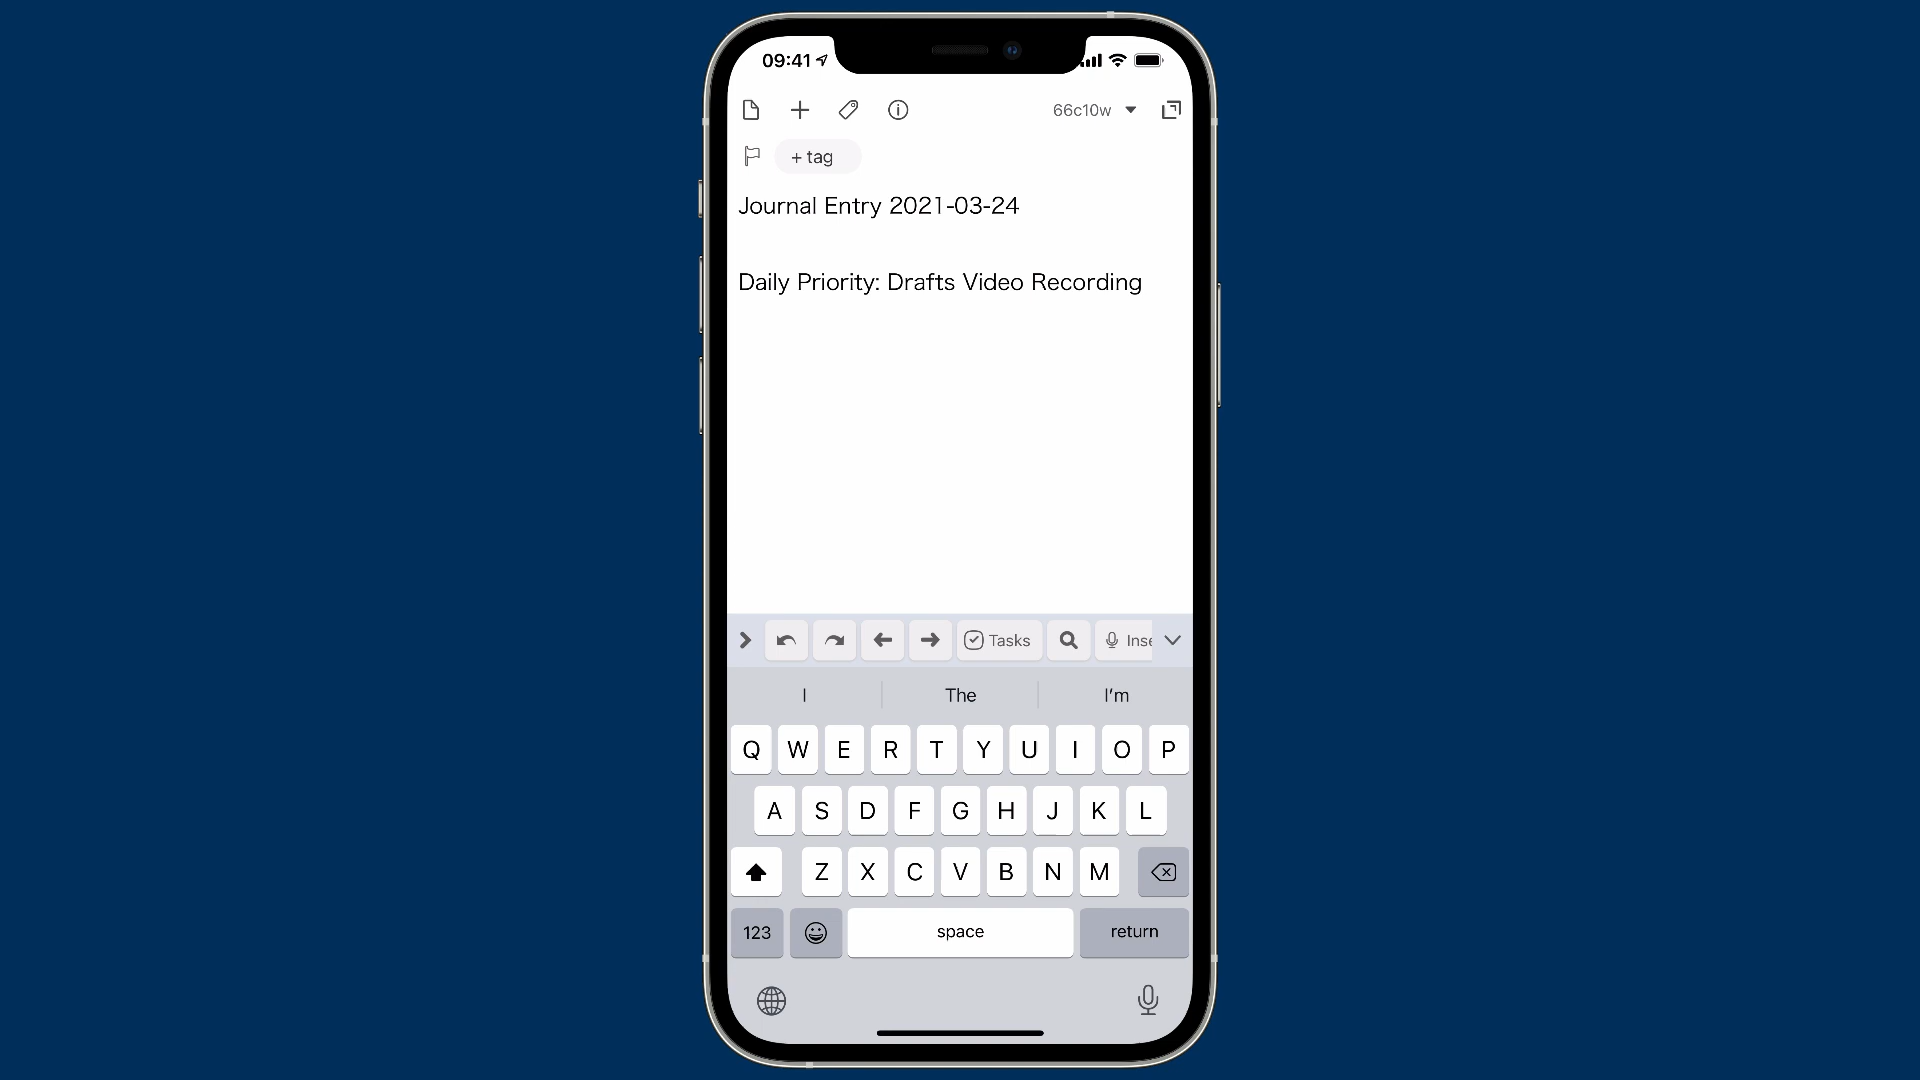 09:41
66c10w
+ tag
Journal Entry 2021-03-24
Daily Priority: Drafts Video Recording
Tasks
Inse
I The I'm
Q W E R T Y U I O P
A S D F G H J K L
Z X C V B N M
123 space return